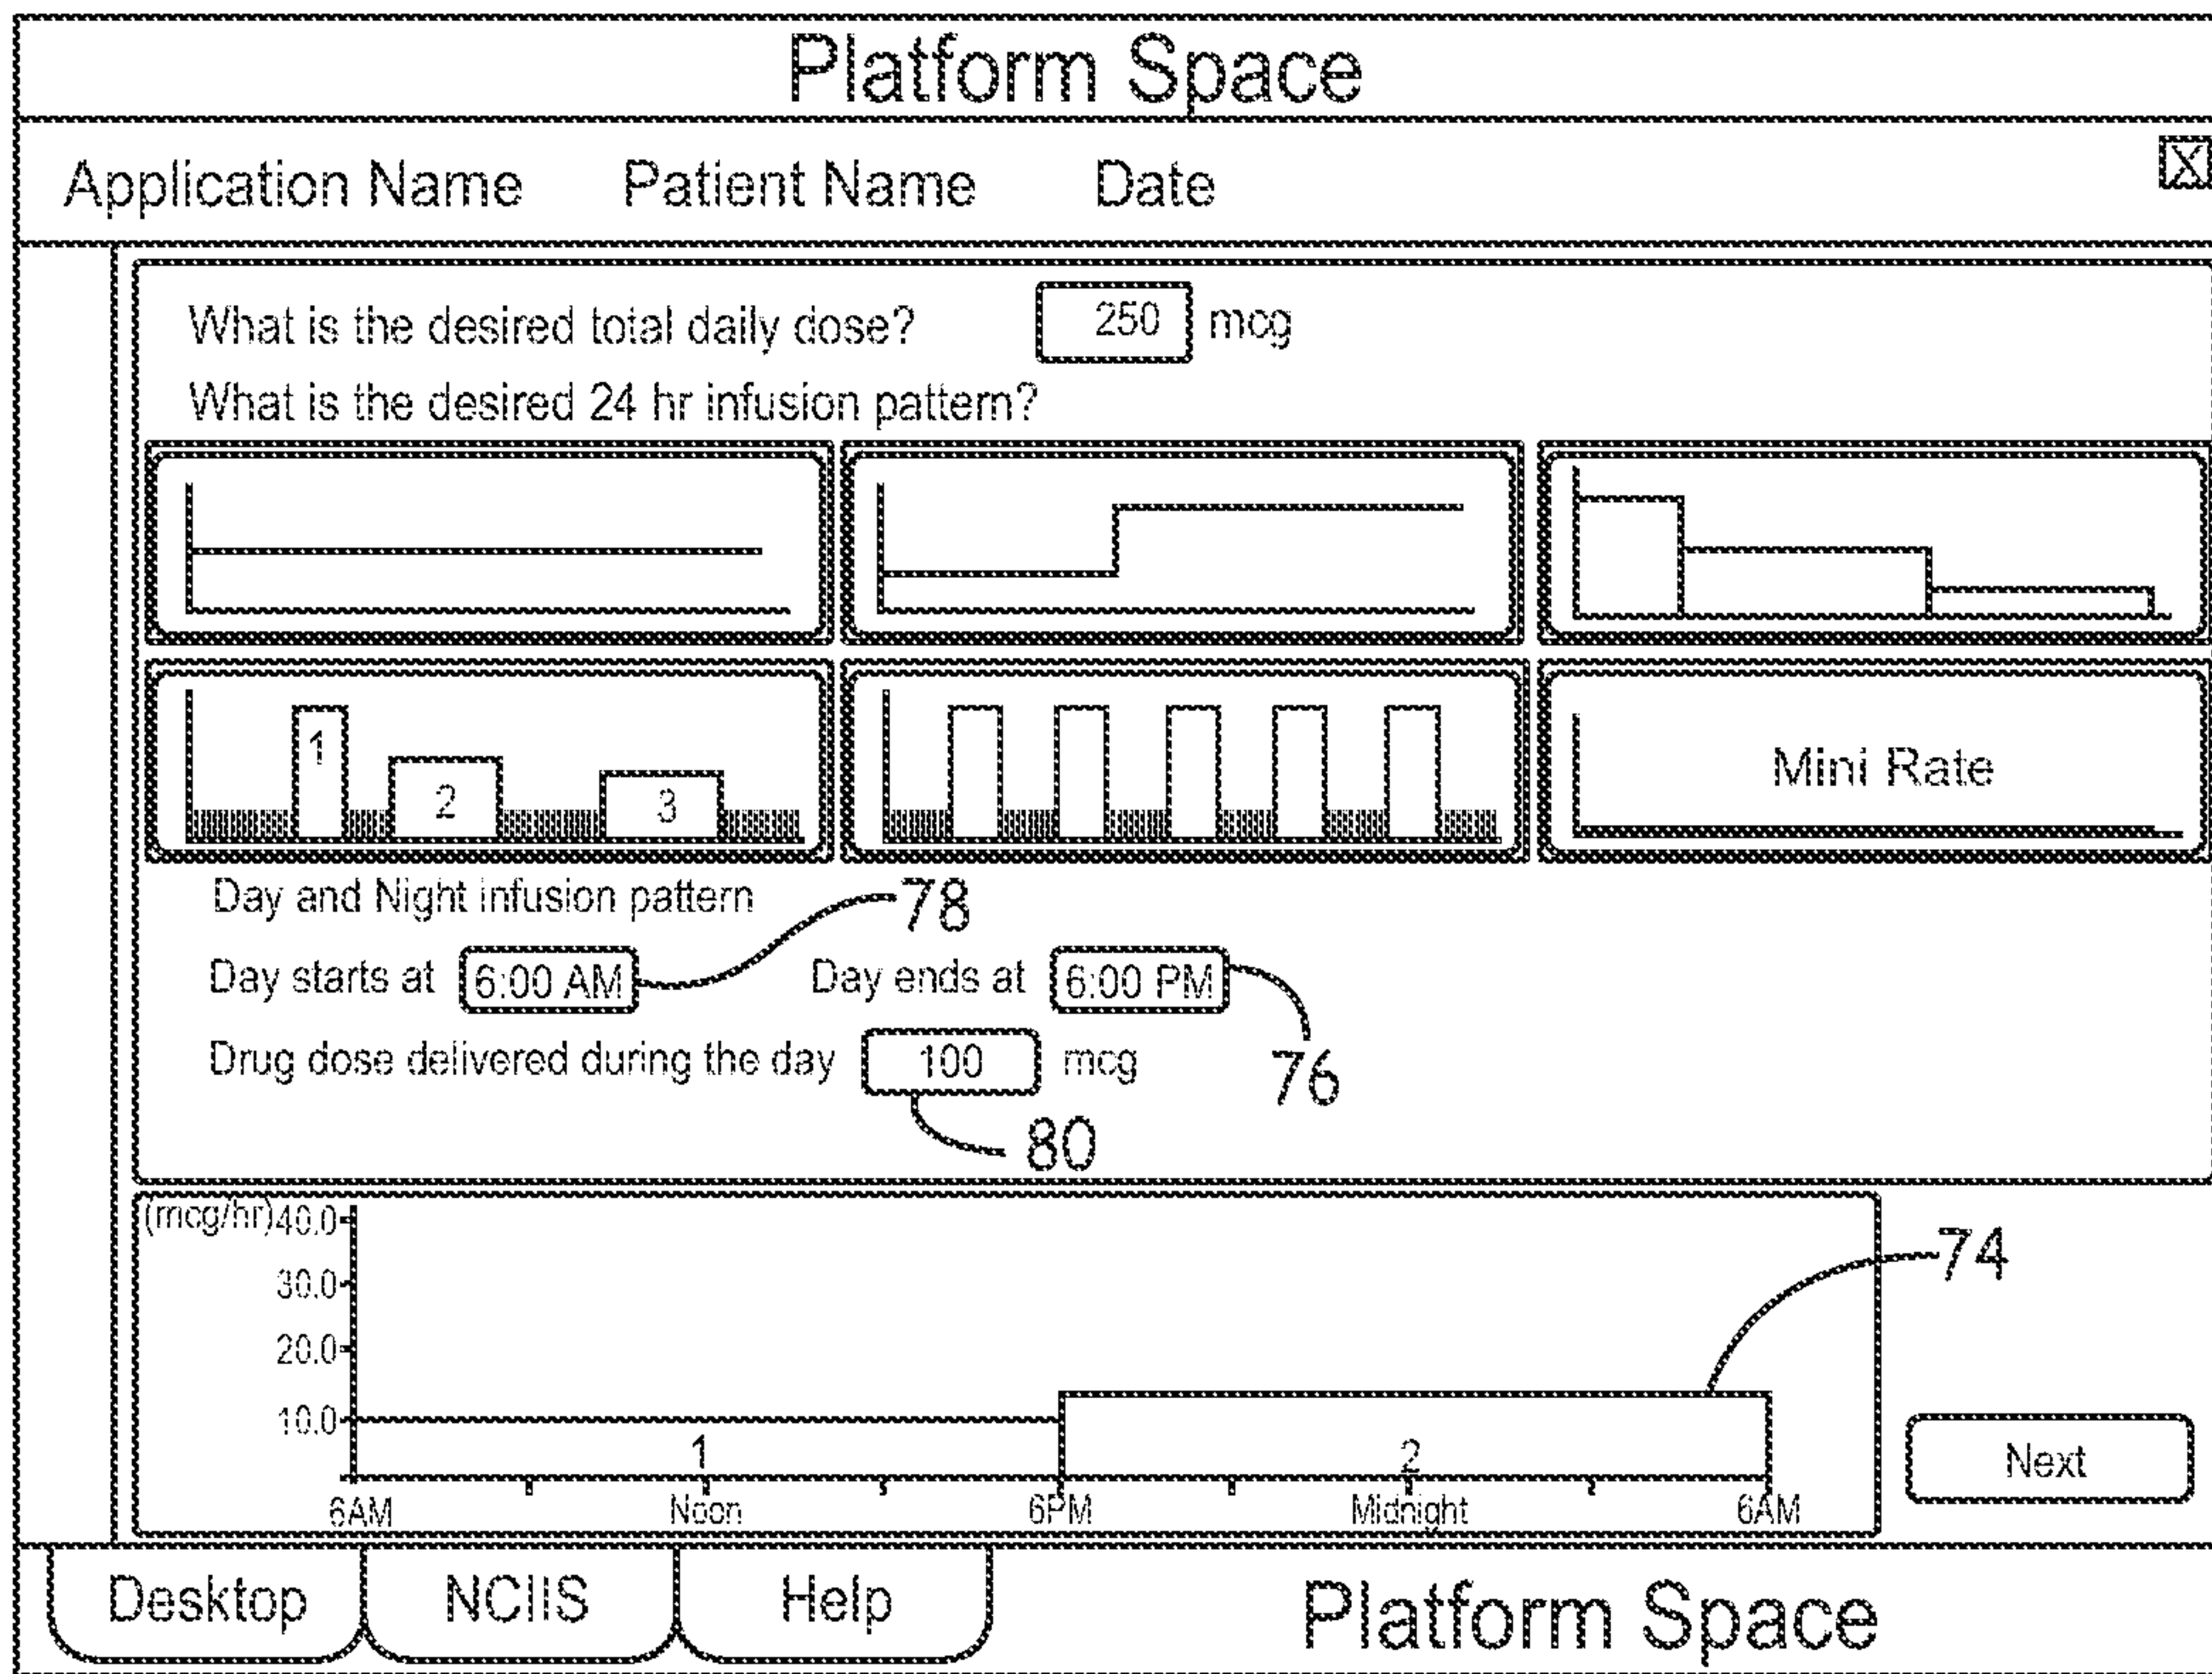 Platform Space
Application Name Patient Name Date X
What is the desired total daily dose? 250 mcg
What is the desired 24 hr infusion pattern?
1 2 3
Mini Rate
Day and Night infusion pattern 78
Day starts at 6:00 AM Day ends at 6:00 PM
Drug dose delivered during the day 100 mcg 76
80
(mcg/hr) 40.0
74
30.0
20.0
10.0
1 2
Next
6AM Noon 6PM Midnight 6AM
Desktop NCIIS Help Platform Space